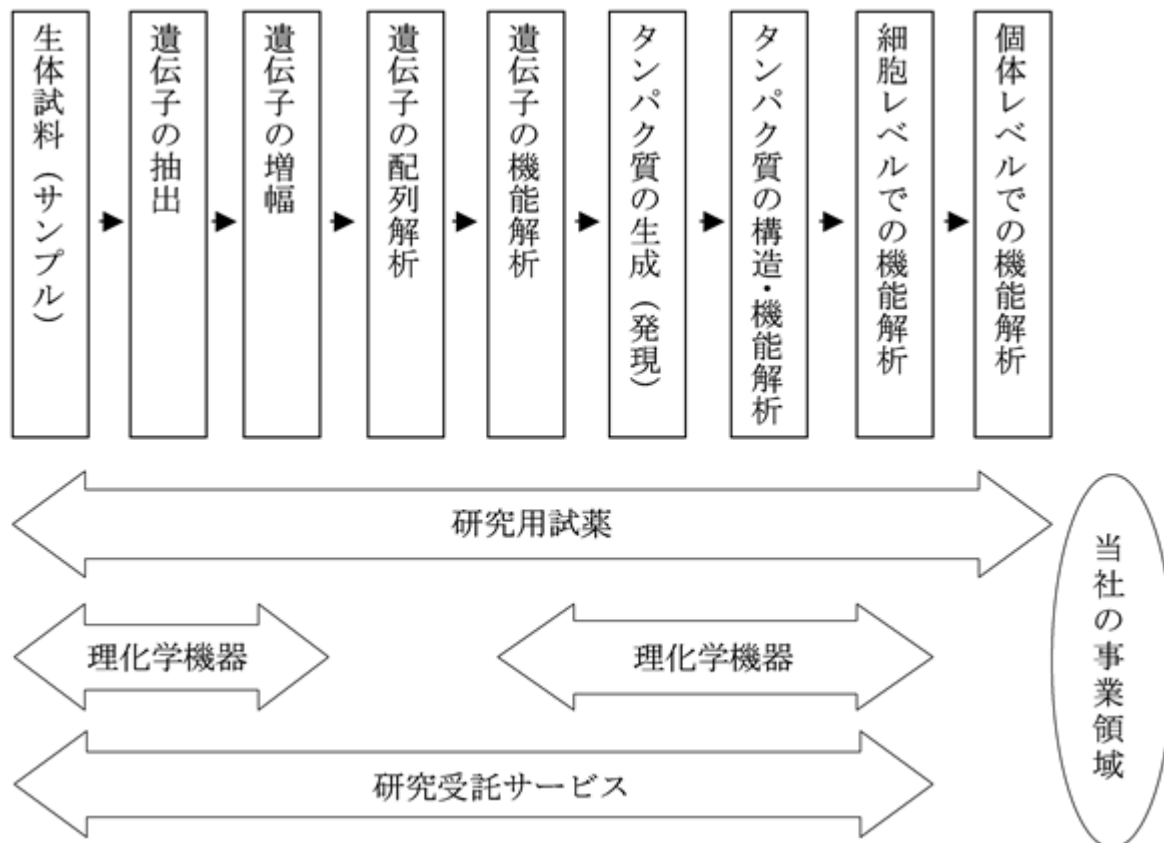 生体試料（サンプル）
遺伝子の抽出
遺伝子の増幅
遺伝子の配列解析
遺伝子の機能解析
タンパク質の生成（発現）
タンパク質の構造・機能解析
細胞レベルでの機能解析
個体レベルでの機能解析
研究用試薬
理化学機器
理化学機器
研究受託サービス
当社の事業領域